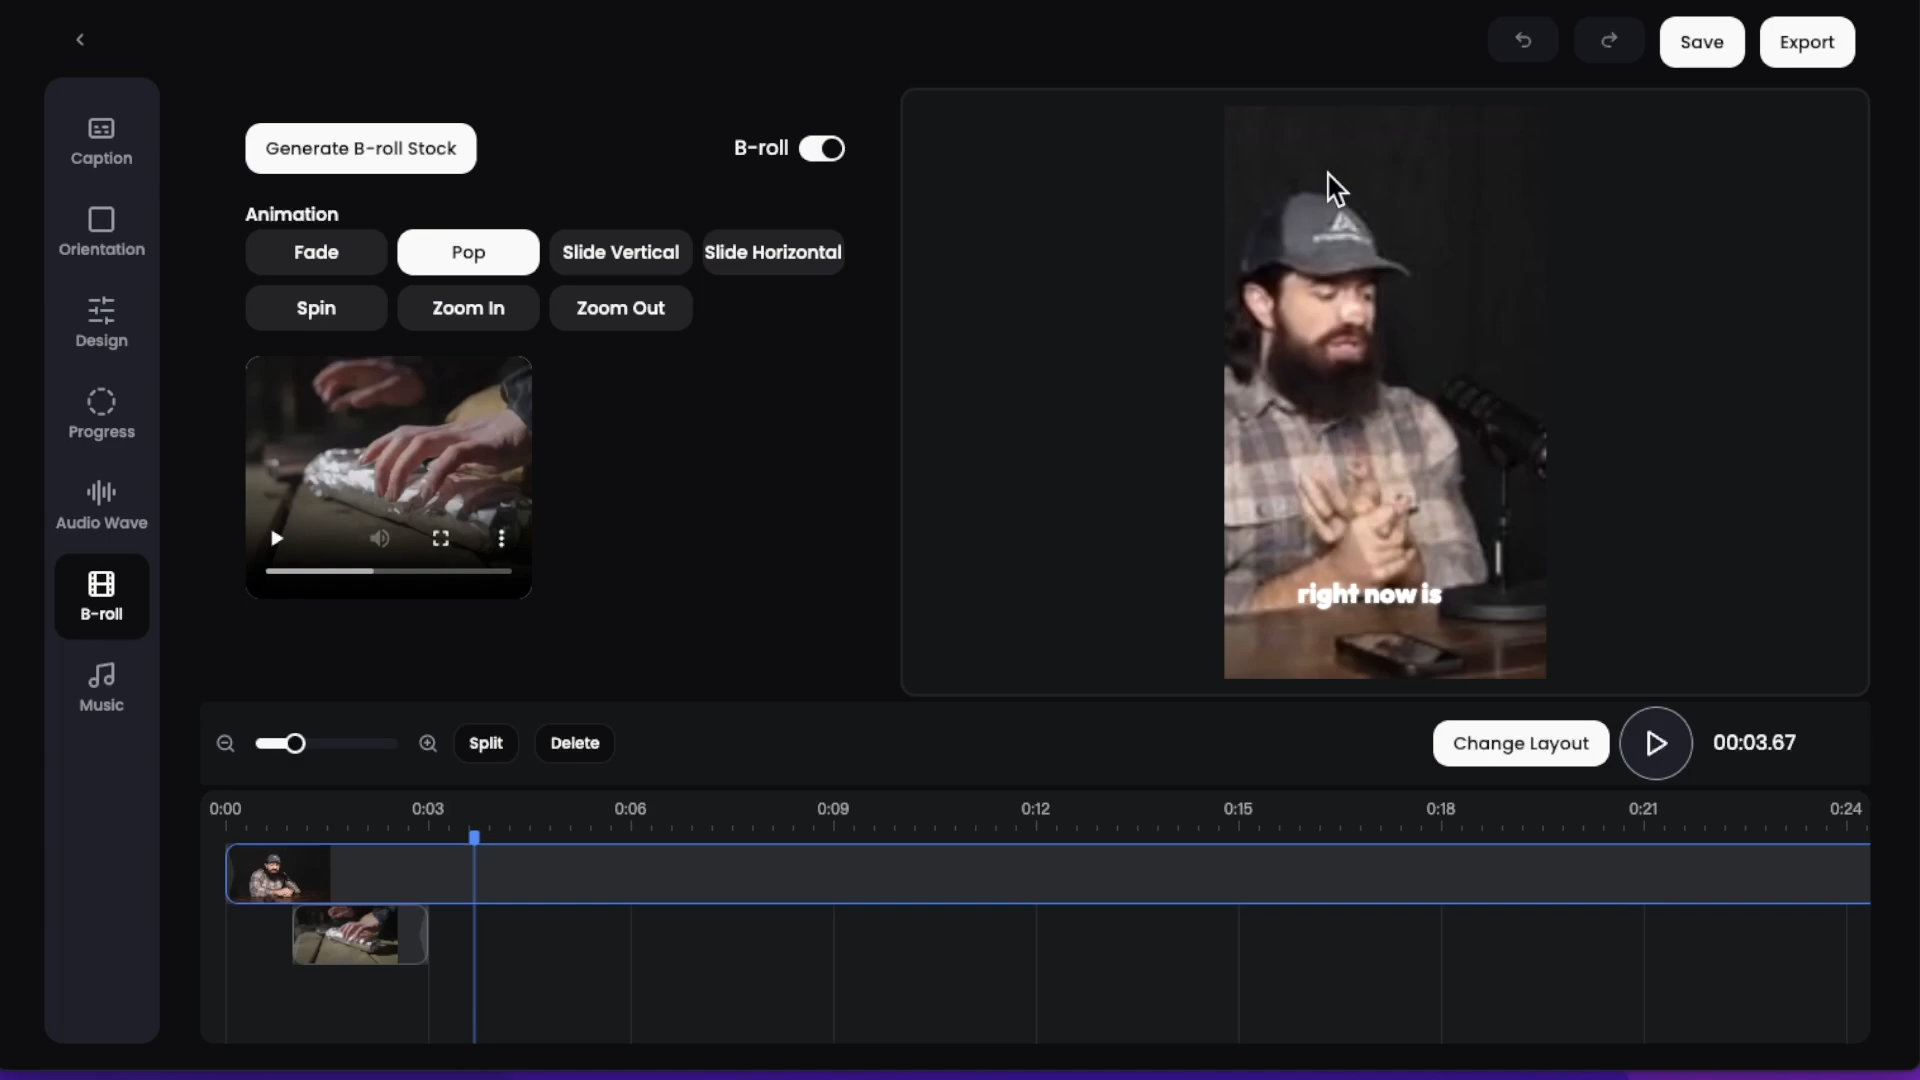 Save
Export
Caption
Orientation
Design
Progress
Audio Wave
B-roll
Music
Generate B-roll Stock
B-roll
Animation
Fade
Pop
Slide Vertical
Slide Horizontal
Spin
Zoom In
Zoom Out
right now is
Split
Delete
Change Layout
00:03.67
0:00
0:03
0:06
0:09
0:12
0:15
0:18
0:21
0:24